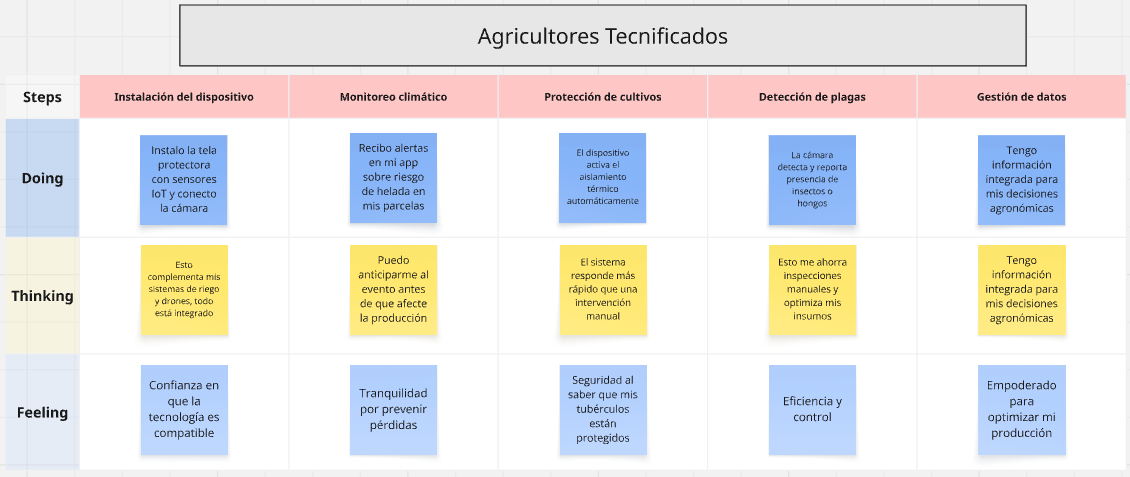 Agricultores Tecnificados
Steps
Instalación del dispositivo
Monitoreo climático
Protección de cultivos
Detección de plagas
Gestión de datos
Doing
Instalo la tela
protectora
con sensores
IoT y conecto
la cámara
Recibo alertas
en mi app
sobre riesgo
de helada en
mis parcelas
El dispositivo
activa el
aislamiento
térmico
automáticamente
La cámara
detecta y reporta
presencia de
insectos o
hongos
Tengo
información
integrada para
mis decisiones
agronómicas
Thinking
Esto
complementa mis
sistemas de riego
y drones, todo
está integrado
Puedo
anticiparme al
evento antes
de que afecte
la producción
El sistema
responde más
rápido que una
intervención
manual
Esto me ahorra
inspecciones
manuales y
optimiza mis
insumos
Tengo
información
integrada para
mis decisiones
agronómicas
Feeling
Confianza en
que la
tecnología es
compatible
Tranquilidad
por prevenir
pérdidas
Seguridad al
saber que mis
tubérculos
están
protegidos
Eficiencia y
control
Empoderado
para
optimizar mi
producción